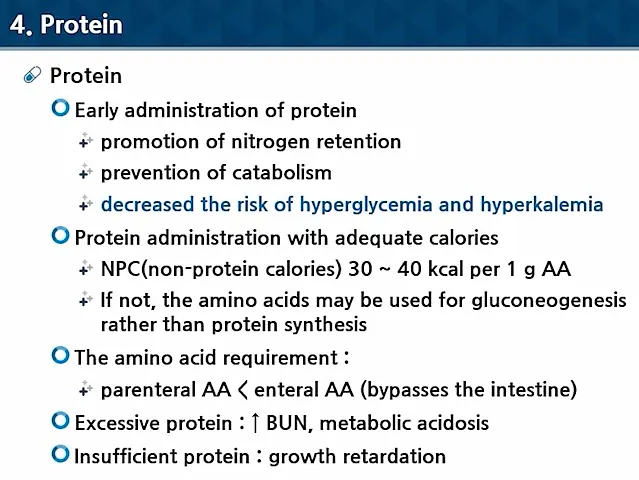 4. Protein
Protein
Early administration of protein
promotion of nitrogen retention
prevention of catabolism
decreased the risk of hyperglycemia and hyperkalemia
Protein administration with adequate calories
NPC(non-protein calories) 30 ~ 40 kcal per 1 g AA
If not, the amino acids may be used for gluconeogenesis
rather than protein synthesis
The amino acid requirement :
parenteral AA < enteral AA (bypasses the intestine)
Excessive protein : ↑ BUN, metabolic acidosis
Insufficient protein : growth retardation